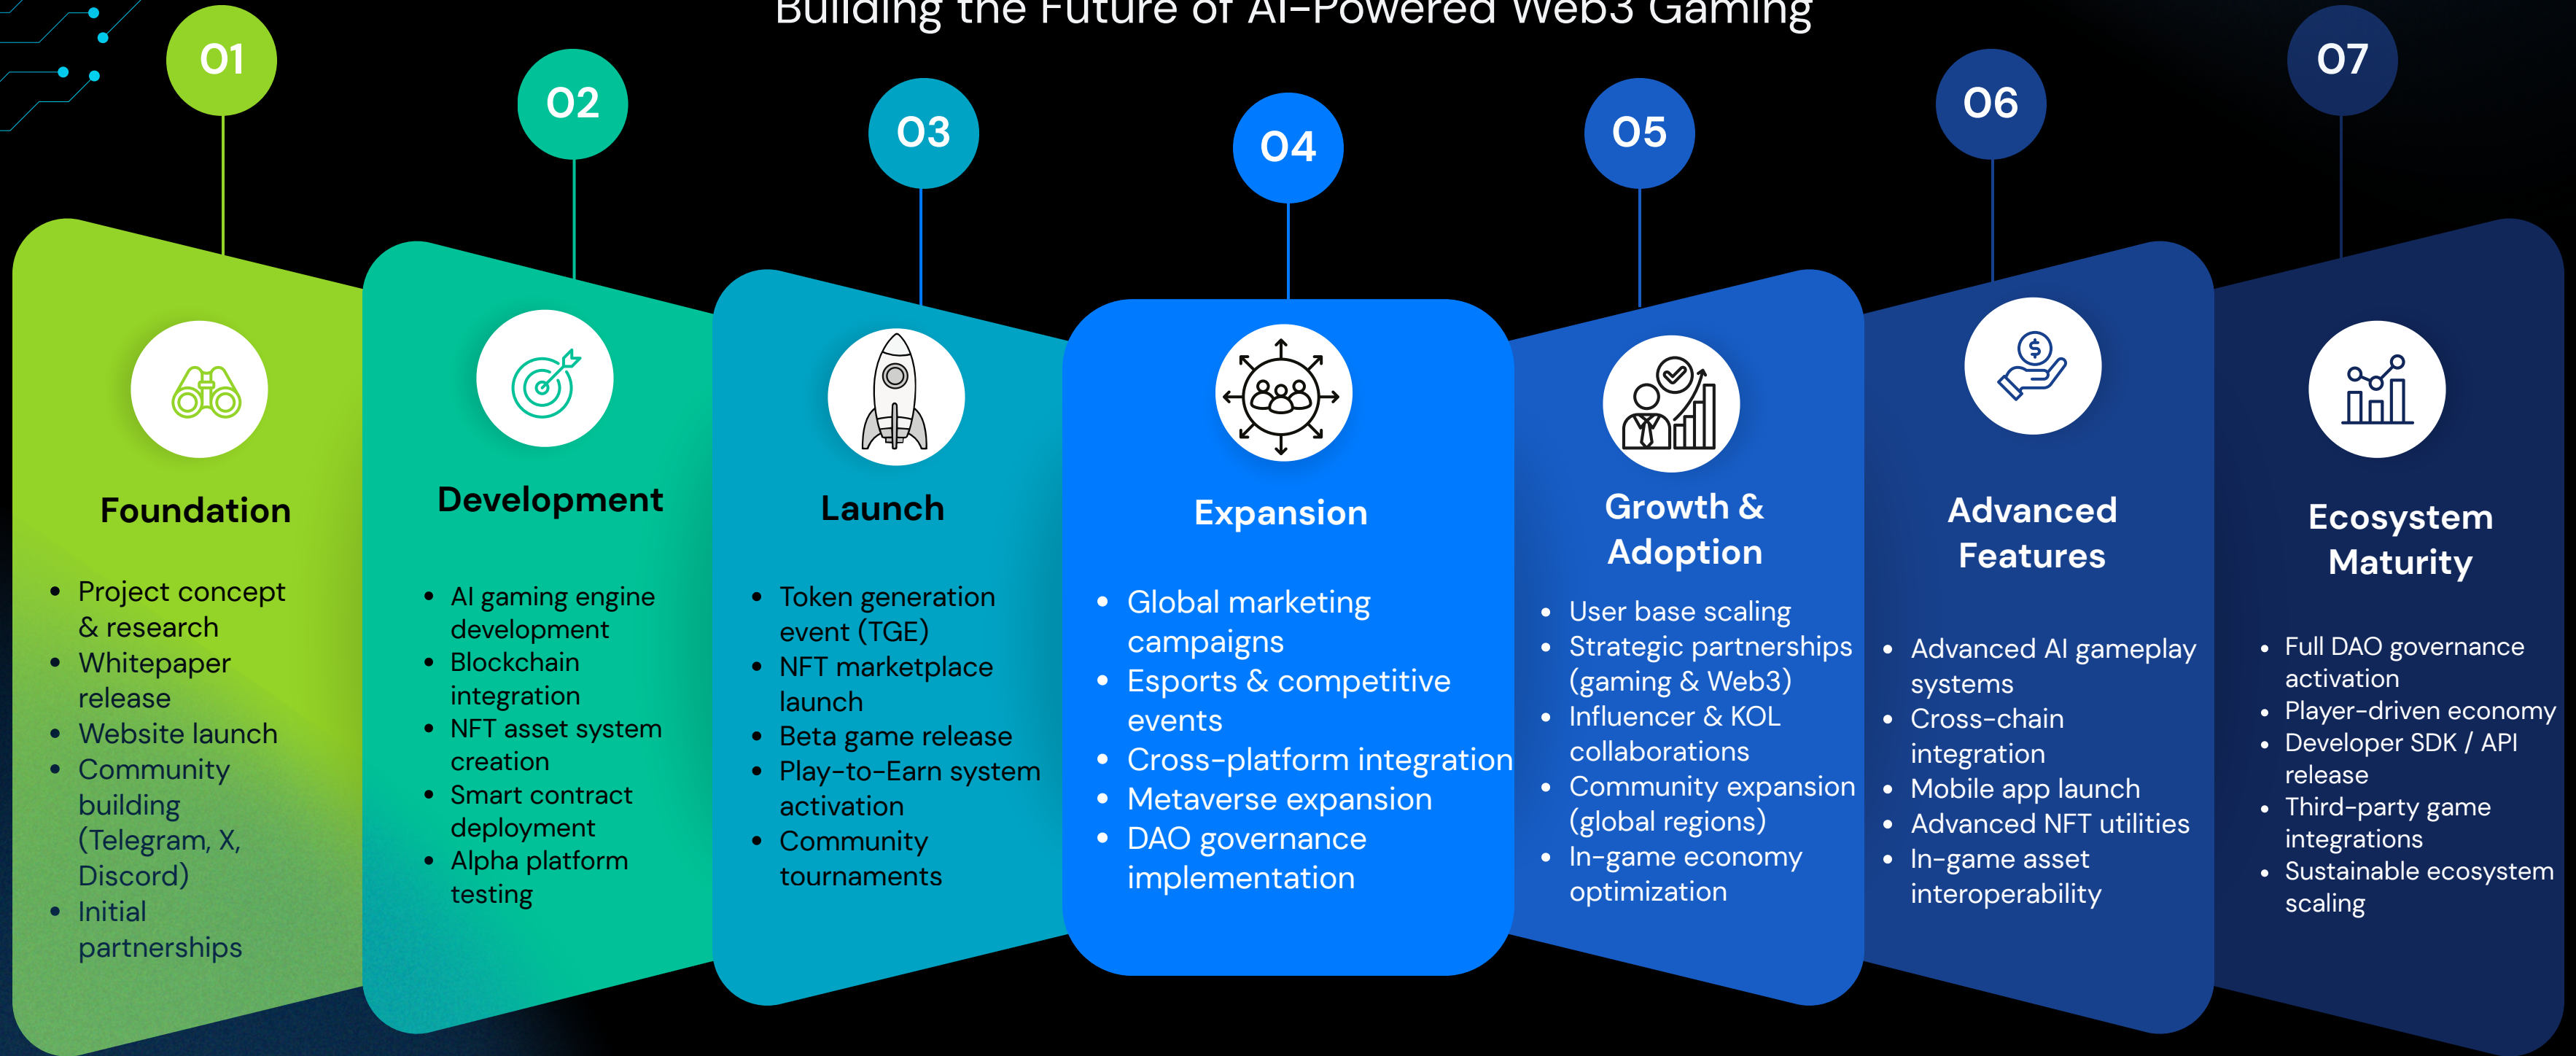 Building the Future of AI-Powered Web3 Gaming
01
Foundation
• Project concept
& research
• Whitepaper
release
• Website launch
• Community
building
(Telegram, X,
Discord)
• Initial
partnerships
02
Development
• AI gaming engine
development
• Blockchain
integration
• NFT asset system
creation
• Smart contract
deployment
• Alpha platform
testing
03
Launch
• Token generation
event (TGE)
• NFT marketplace
launch
• Beta game release
• Play-to-Earn system
activation
• Community
tournaments
04
Expansion
• Global marketing
campaigns
• Esports & competitive
events
• Cross-platform integration
• Metaverse expansion
• DAO governance
implementation
05
Growth &
Adoption
• User base scaling
• Strategic partnerships
(gaming & Web3)
• Influencer & KOL
collaborations
• Community expansion
(global regions)
• In-game economy
optimization
06
Advanced
Features
• Advanced AI gameplay
systems
• Cross-chain
integration
• Mobile app launch
• Advanced NFT utilities
• In-game asset
interoperability
07
Ecosystem
Maturity
• Full DAO governance
activation
• Player-driven economy
• Developer SDK / API
release
• Third-party game
integrations
• Sustainable ecosystem
scaling